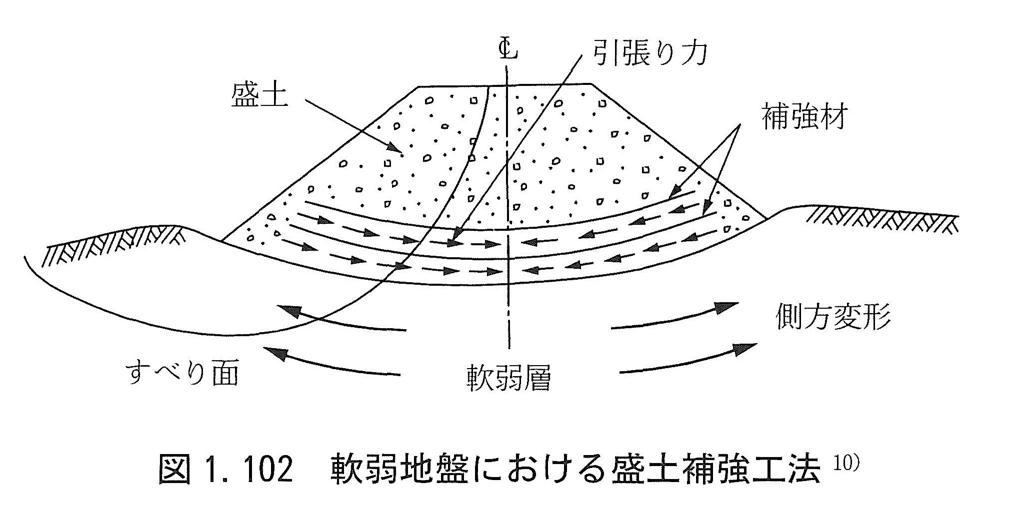 ℄
引張り力
盛土
補強材
側方変形
すべり面
軟弱層
図1.102 軟弱地盤における盛土補強工法 10)